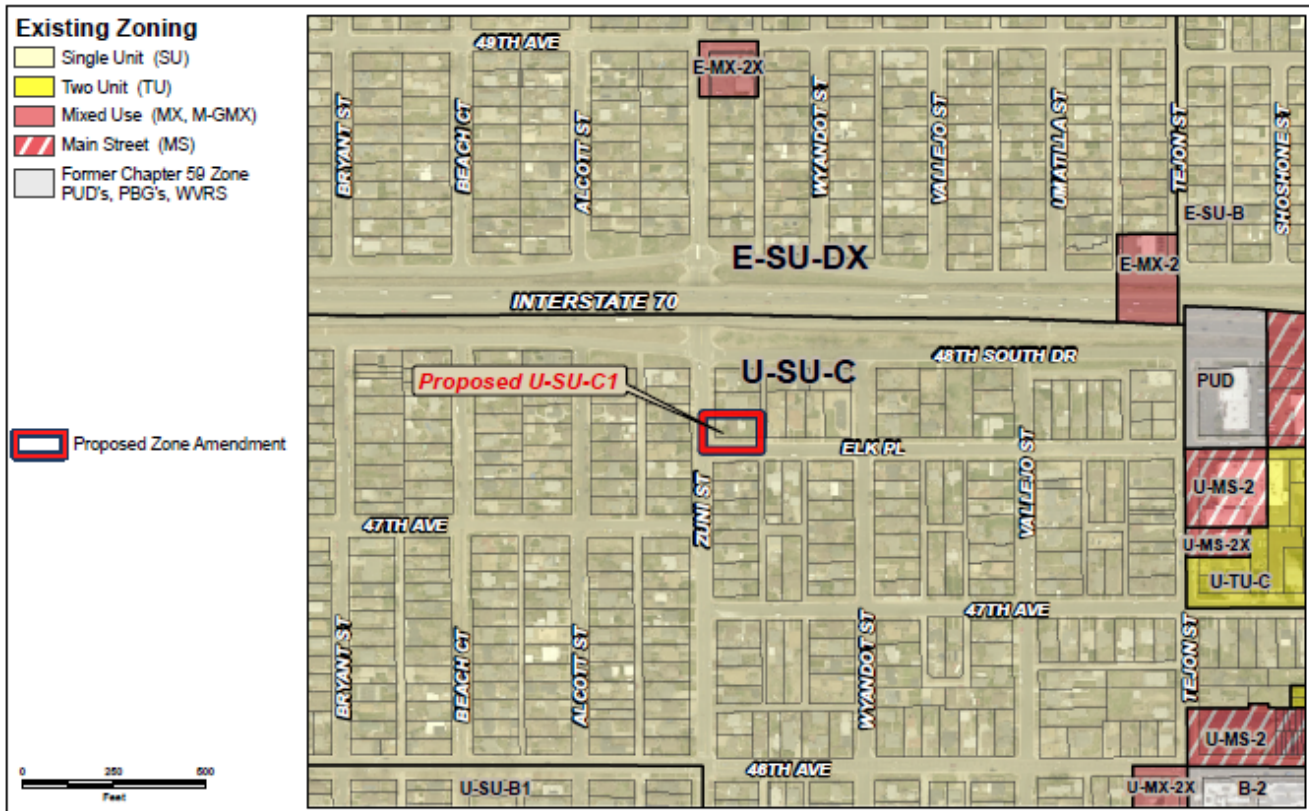 Existing Zoning
Single Unit (SU)
Two Unit (TU)
Mixed Use (MX, M-GMX)
Main Street (MS)
Former Chapter 59 Zone
PUD's, PBG's, WVRS
Proposed Zone Amendment
0 250 500
Feet
49TH AVE
E-MX-2X
BRYANT ST
BEACH CT
ALCOTT ST
WYANDOT ST
VALLEJO ST
UMATILLA ST
TEJON ST
SHOSHONE ST
E-SU-B
E-SU-DX
E-MX-2
INTERSTATE 70
48TH SOUTH DR
U-SU-C
Proposed U-SU-C1
PUD
ELK PL
ZUNI ST
VALLEJO ST
U-MS-2
47TH AVE
U-MS-2X
U-TU-C
47TH AVE
BRYANT ST
BEACH CT
ALCOTT ST
WYANDOT ST
TEJON ST
U-MS-2
46TH AVE
U-SU-B1
U-MX-2X
B-2